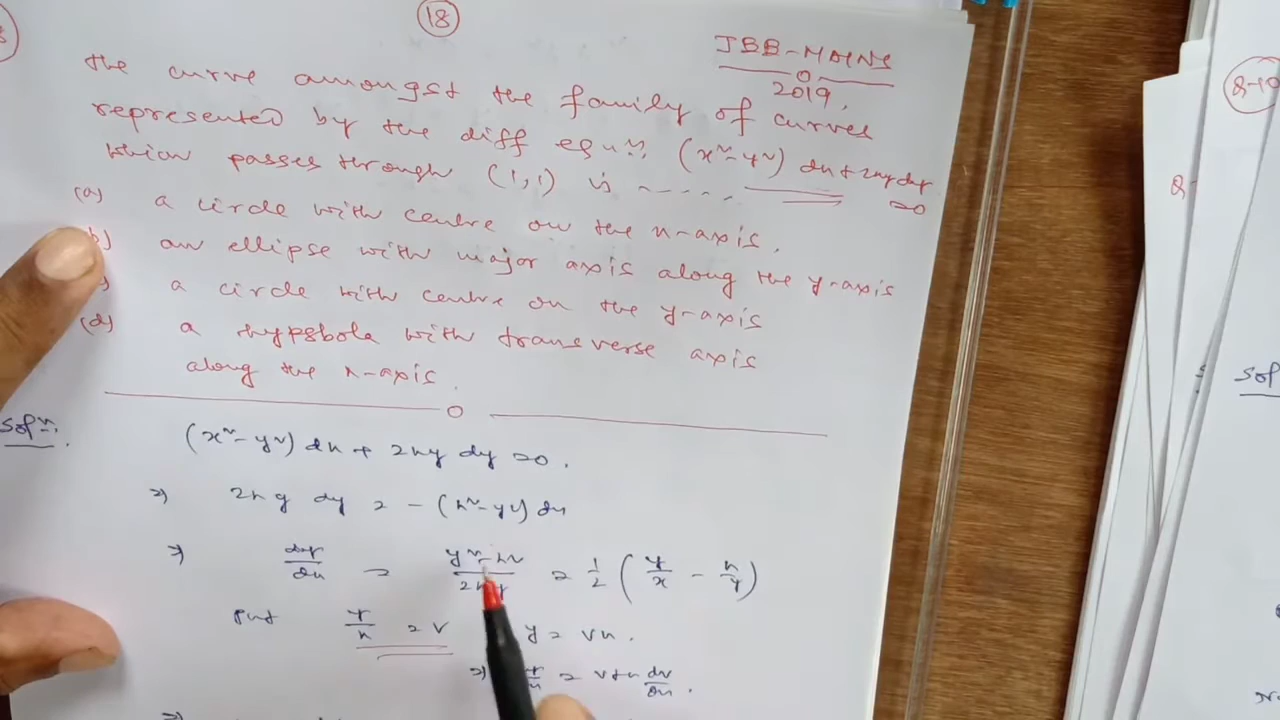 18
JEE-MAINS
2019.
the curve amongst the family of curves
represented by the diff equⁿ. (x²-y²) dx+2xydy
=0
which passes through (1,1) is ----..
(a) a circle with centre on the x-axis.
b) an ellipse with major axis along the y-axis
) a circle with centre on the y-axis
(d) a hyperbola with transverse axis
along the x-axis.
Solⁿ.
(x²-y²) dx + 2xy dy = 0.
⇒ 2xy dy = -(x²-y²) dx
⇒ dy/dx = y²-x²/2xy = 1/2 (y/x - x/y)
Put y/x = v y = vx.
⇒ = v+x dv/dx.
⇒
Q-10
Q-
Sol